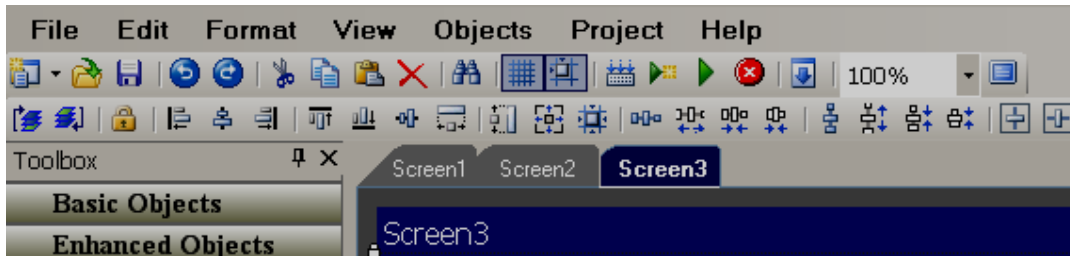 File Edit Format View Objects Project Help
100%
Toolbox
Screen1 Screen2 Screen3
Basic Objects
Screen3
Enhanced Objects